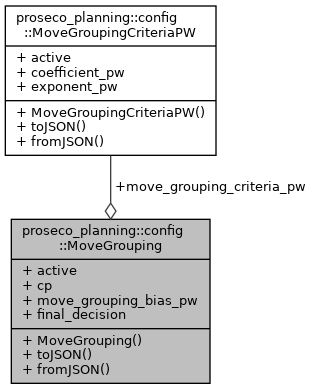 proseco_planning::config
::MoveGroupingCriteriaPW
+ active
+ coefficient_pw
+ exponent_pw
+ MoveGroupingCriteriaPW()
+ toJSON()
+ fromJSON()
+move_grouping_criteria_pw
proseco_planning::config
::MoveGrouping
+ active
+ cp
+ move_grouping_bias_pw
+ final_decision
+ MoveGrouping()
+ toJSON()
+ fromJSON()